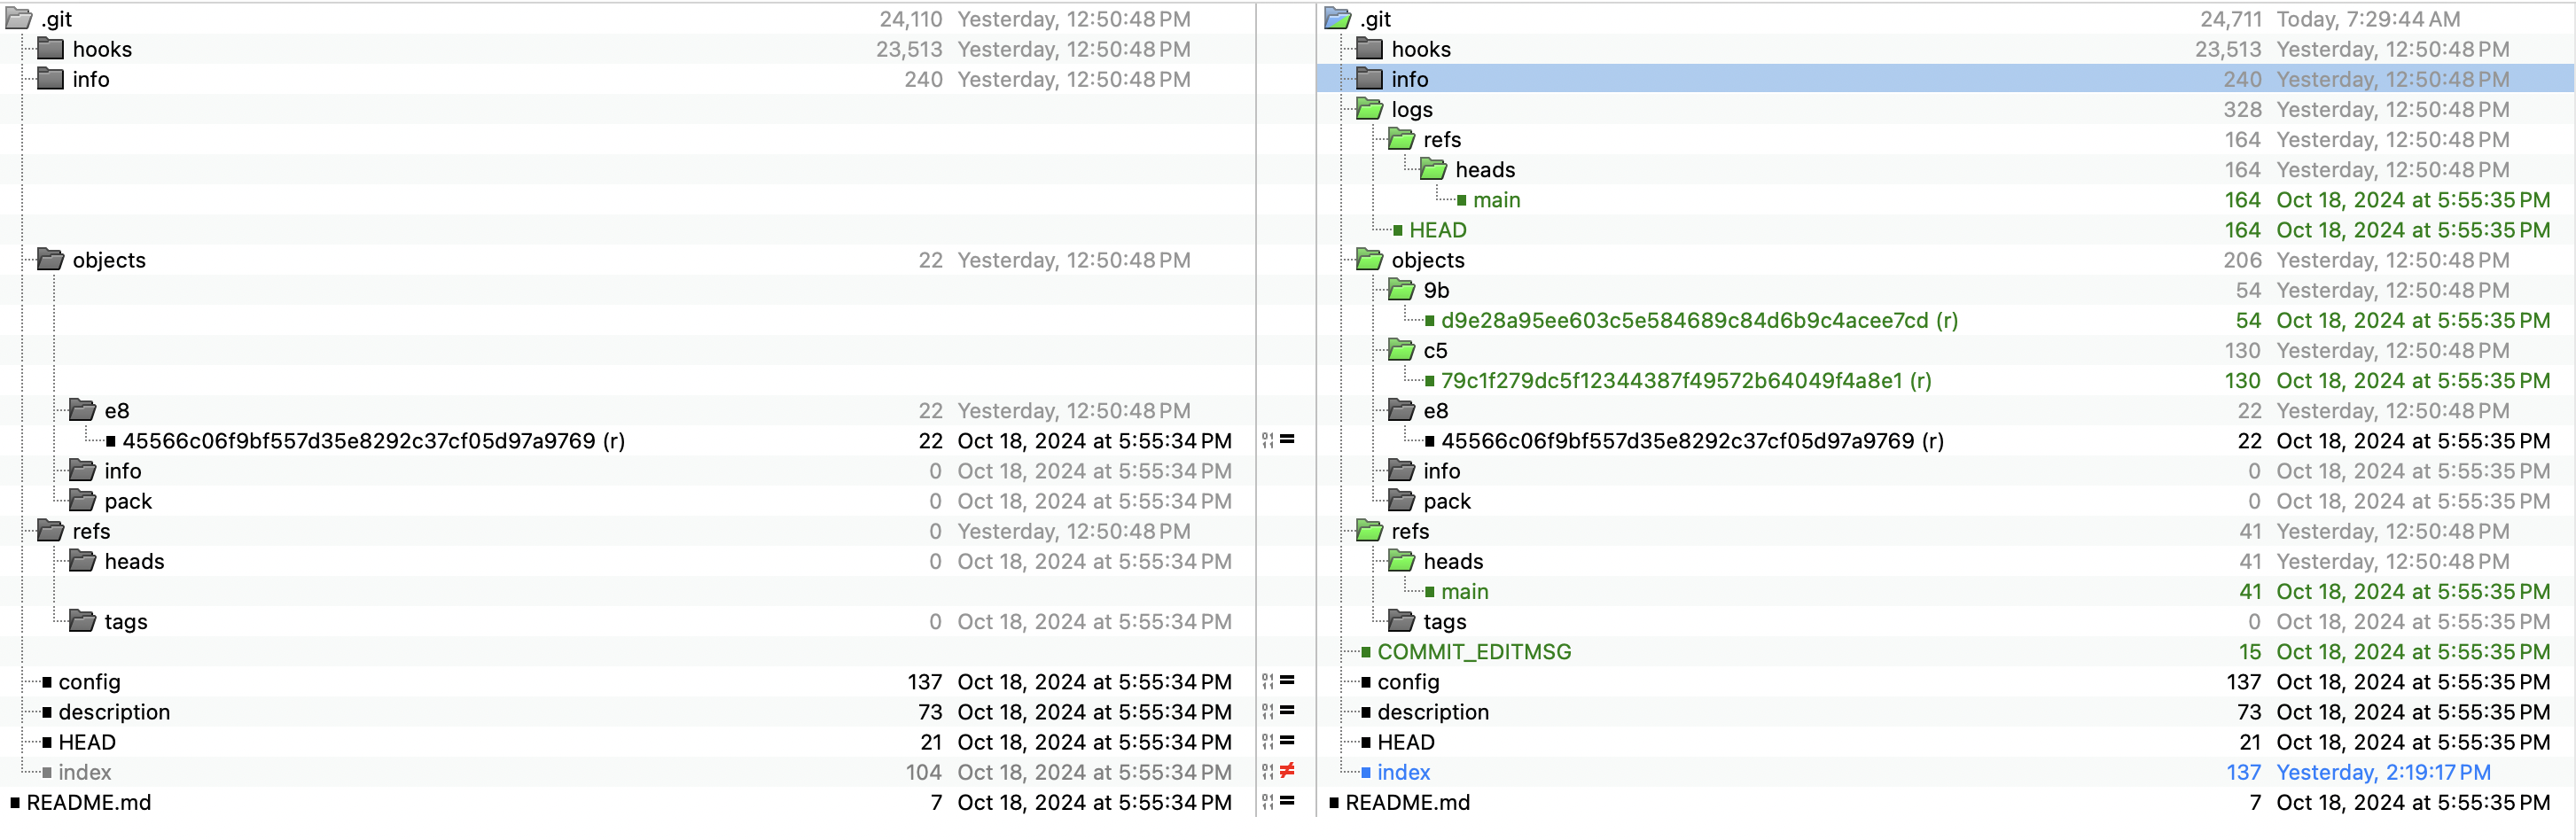 .git 24,110 Yesterday, 12:50:48 PM .git 24,711 Today, 7:29:44 AM
hooks 23,513 Yesterday, 12:50:48 PM hooks 23,513 Yesterday, 12:50:48 PM
info 240 Yesterday, 12:50:48 PM info 240 Yesterday, 12:50:48 PM
logs 328 Yesterday, 12:50:48 PM
refs 164 Yesterday, 12:50:48 PM
heads 164 Yesterday, 12:50:48 PM
main 164 Oct 18, 2024 at 5:55:35 PM
HEAD 164 Oct 18, 2024 at 5:55:35 PM
objects 22 Yesterday, 12:50:48 PM objects 206 Yesterday, 12:50:48 PM
9b 54 Yesterday, 12:50:48 PM
d9e28a95ee603c5e584689c84d6b9c4acee7cd (r) 54 Oct 18, 2024 at 5:55:35 PM
c5 130 Yesterday, 12:50:48 PM
79c1f279dc5f12344387f49572b64049f4a8e1 (r) 130 Oct 18, 2024 at 5:55:35 PM
e8 22 Yesterday, 12:50:48 PM e8 22 Yesterday, 12:50:48 PM
45566c06f9bf557d35e8292c37cf05d97a9769 (r) 22 Oct 18, 2024 at 5:55:34 PM 01 11 = 45566c06f9bf557d35e8292c37cf05d97a9769 (r) 22 Oct 18, 2024 at 5:55:35 PM
info 0 Oct 18, 2024 at 5:55:34 PM info 0 Oct 18, 2024 at 5:55:35 PM
pack 0 Oct 18, 2024 at 5:55:34 PM pack 0 Oct 18, 2024 at 5:55:35 PM
refs 0 Yesterday, 12:50:48 PM refs 41 Yesterday, 12:50:48 PM
heads 0 Oct 18, 2024 at 5:55:34 PM heads 41 Yesterday, 12:50:48 PM
main 41 Oct 18, 2024 at 5:55:35 PM
tags 0 Oct 18, 2024 at 5:55:34 PM tags 0 Oct 18, 2024 at 5:55:35 PM
COMMIT_EDITMSG 15 Oct 18, 2024 at 5:55:35 PM
config 137 Oct 18, 2024 at 5:55:34 PM 01 11 = config 137 Oct 18, 2024 at 5:55:35 PM
description 73 Oct 18, 2024 at 5:55:34 PM 01 11 = description 73 Oct 18, 2024 at 5:55:35 PM
HEAD 21 Oct 18, 2024 at 5:55:34 PM 01 11 = HEAD 21 Oct 18, 2024 at 5:55:35 PM
index 104 Oct 18, 2024 at 5:55:34 PM 01 11 ≠ index 137 Yesterday, 2:19:17 PM
README.md 7 Oct 18, 2024 at 5:55:34 PM 01 11 = README.md 7 Oct 18, 2024 at 5:55:35 PM